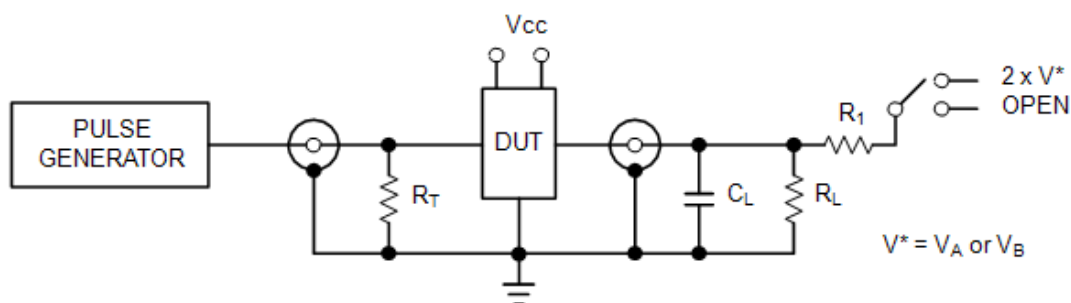 Vcc
2 x V*
OPEN
R1
PULSE
GENERATOR
DUT
RT
CL
RL
V* = VA or VB